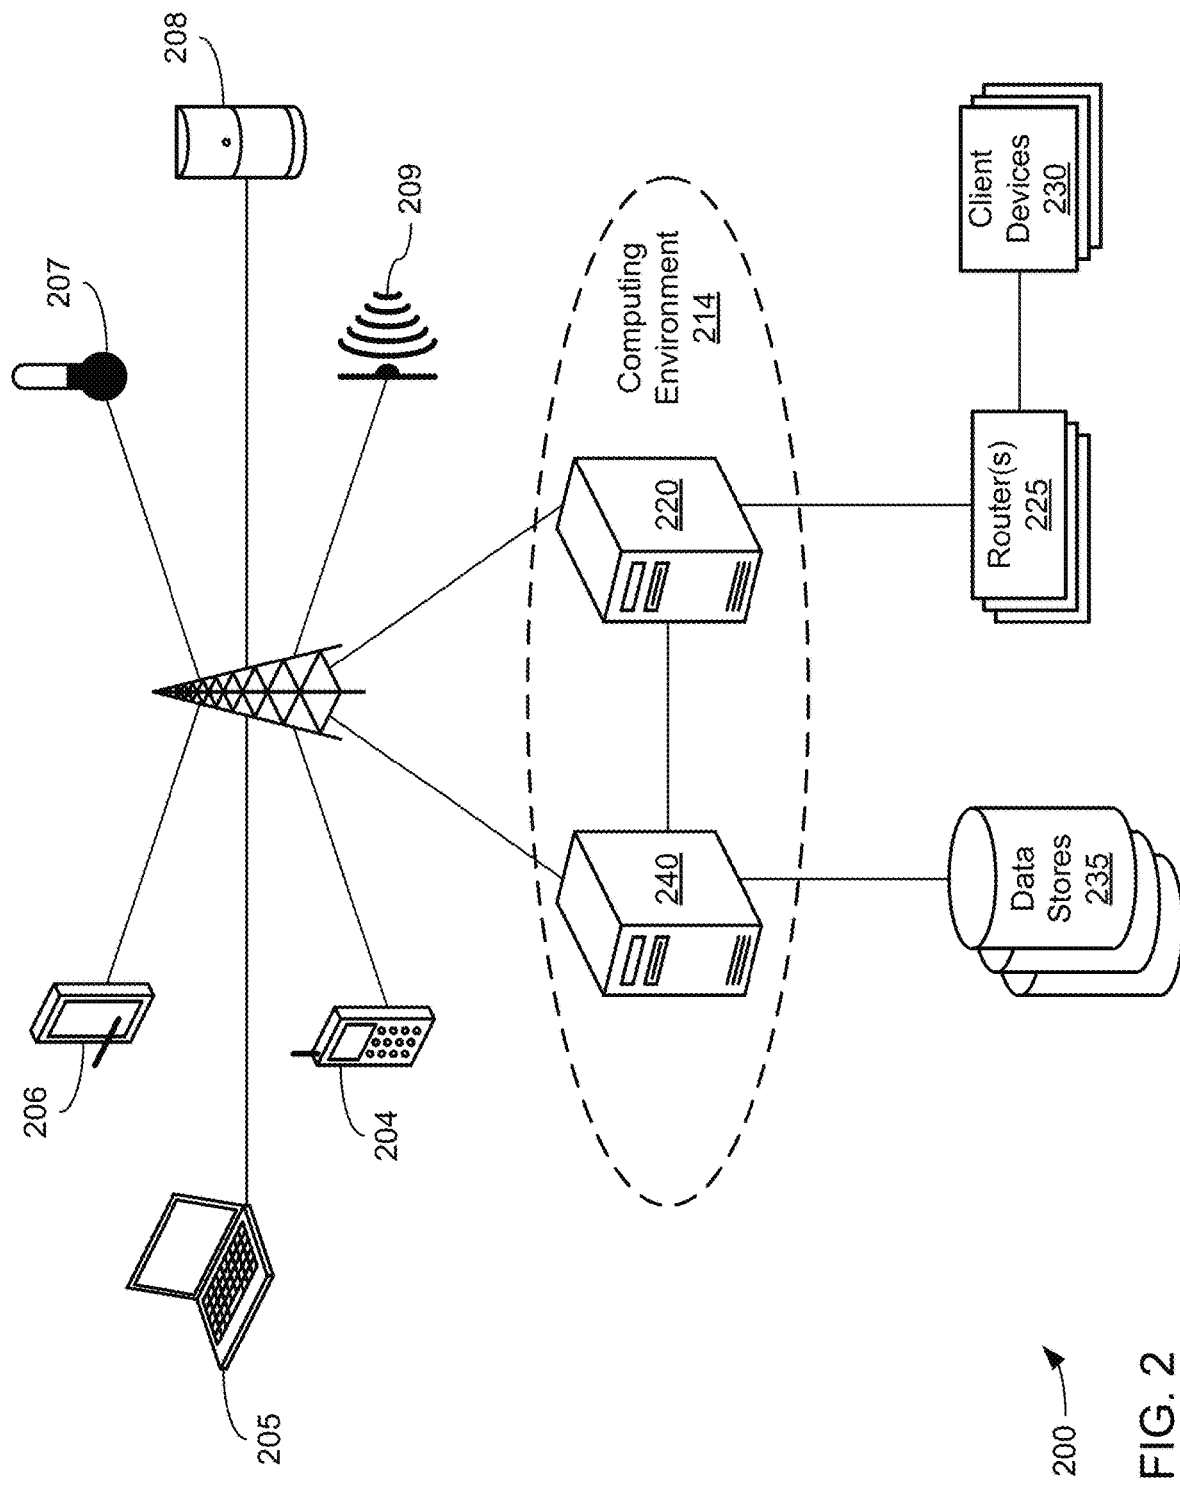 208
207
209
206
204
205
Computing
Environment
214
220
240
Client
Devices
230
Router(s)
225
Data
Stores
235
200
FIG. 2